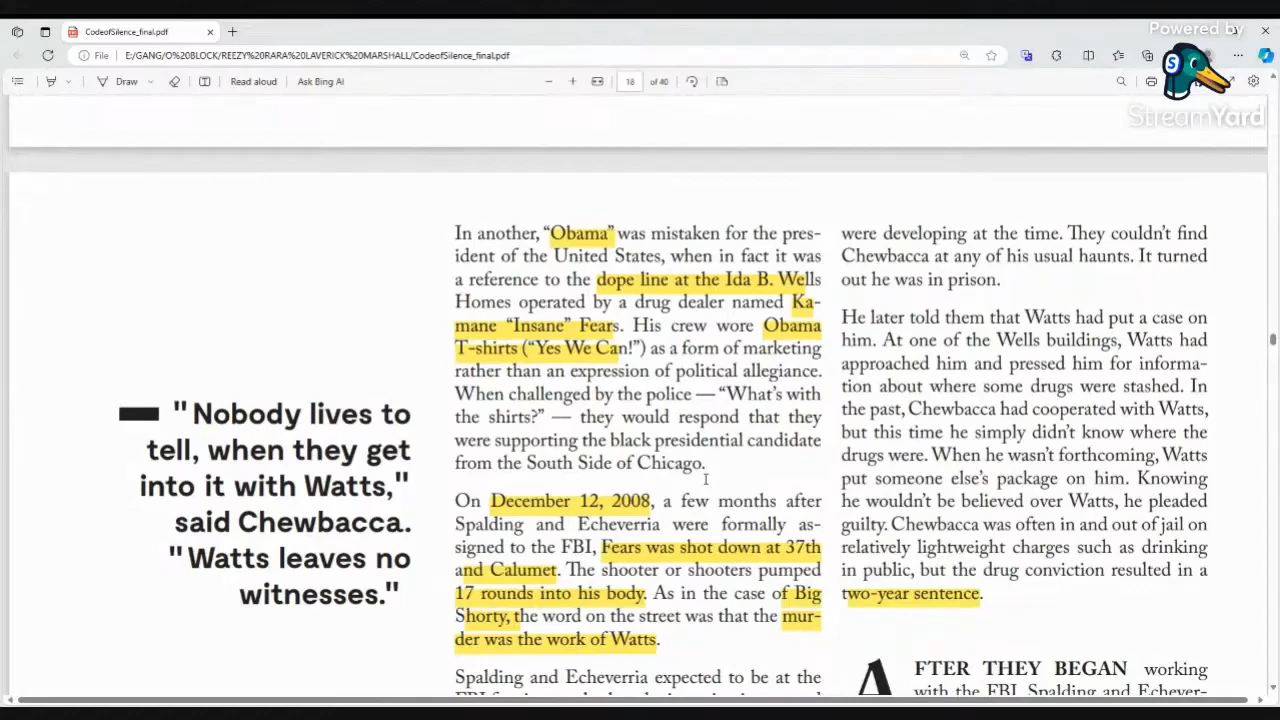 CodeofSilence_final.pdf
Powered by
File
E:/GANG/O%20BLOCK/REEZY%20RARA%20LAVERICK%20MARSHALL/CodeofSilence_final.pdf
Draw
Read aloud
Ask Bing AI
18 of 40
StreamYard
"Nobody lives to
tell, when they get
into it with Watts,"
said Chewbacca.
"Watts leaves no
witnesses."
In another, “Obama” was mistaken for the pres-
ident of the United States, when in fact it was
a reference to the dope line at the Ida B. Wells
Homes operated by a drug dealer named Ka-
mane “Insane” Fears. His crew wore Obama
T-shirts (“Yes We Can!”) as a form of marketing
rather than an expression of political allegiance.
When challenged by the police — “What’s with
the shirts?” — they would respond that they
were supporting the black presidential candidate
from the South Side of Chicago.
On December 12, 2008, a few months after
Spalding and Echeverria were formally as-
signed to the FBI, Fears was shot down at 37th
and Calumet. The shooter or shooters pumped
17 rounds into his body. As in the case of Big
Shorty, the word on the street was that the mur-
der was the work of Watts.
Spalding and Echeverria expected to be at the
were developing at the time. They couldn’t find
Chewbacca at any of his usual haunts. It turned
out he was in prison.
He later told them that Watts had put a case on
him. At one of the Wells buildings, Watts had
approached him and pressed him for informa-
tion about where some drugs were stashed. In
the past, Chewbacca had cooperated with Watts,
but this time he simply didn’t know where the
drugs were. When he wasn’t forthcoming, Watts
put someone else’s package on him. Knowing
he wouldn’t be believed over Watts, he pleaded
guilty. Chewbacca was often in and out of jail on
relatively lightweight charges such as drinking
in public, but the drug conviction resulted in a
two-year sentence.
AFTER THEY BEGAN working
with the FBI, Spalding and Echever-